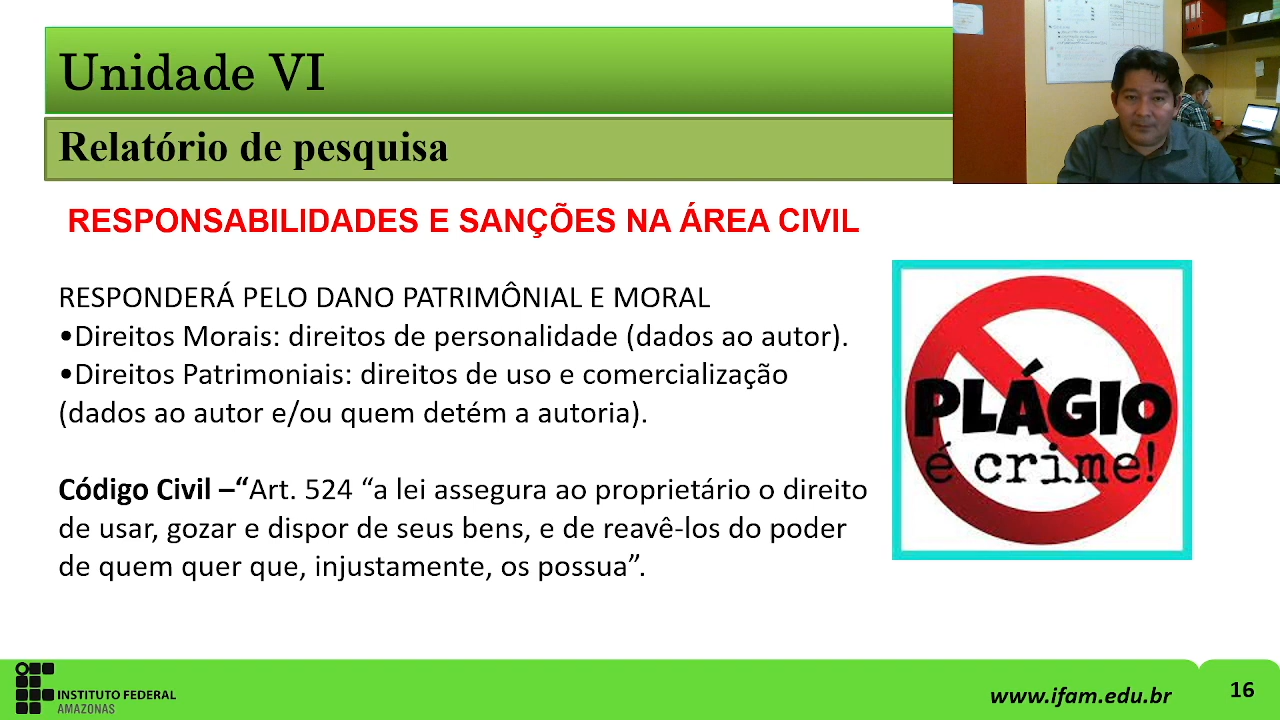 Unidade VI
Relatório de pesquisa
RESPONSABILIDADES E SANÇÕES NA ÁREA CIVIL
RESPONDERÁ PELO DANO PATRIMÔNIAL E MORAL
•Direitos Morais: direitos de personalidade (dados ao autor).
•Direitos Patrimoniais: direitos de uso e comercialização
(dados ao autor e/ou quem detém a autoria).
Código Civil –“Art. 524 “a lei assegura ao proprietário o direito
de usar, gozar e dispor de seus bens, e de reavê-los do poder
de quem quer que, injustamente, os possua”.
PLÁGIO
é crime!
INSTITUTO FEDERAL
AMAZONAS
www.ifam.edu.br
16